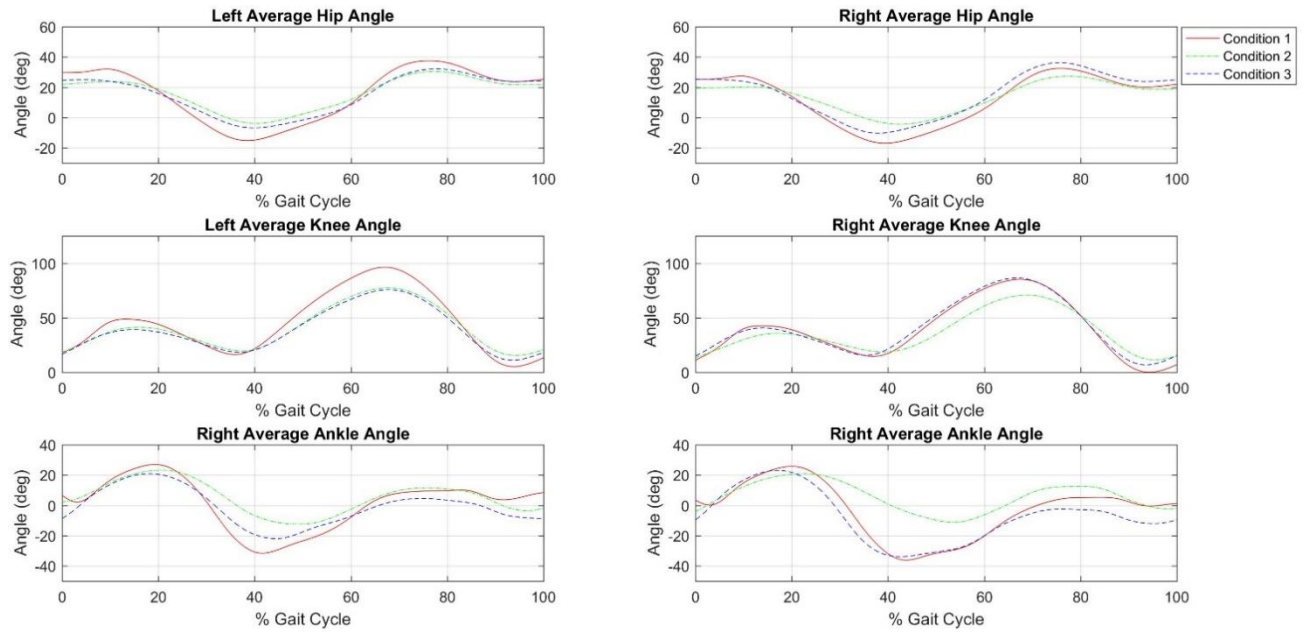 Left Average Hip Angle
60
40
20
0
-20
Angle (deg)
0 20 40 60 80 100
% Gait Cycle
Right Average Hip Angle
60
40
20
0
-20
Angle (deg)
0 20 40 60 80 100
% Gait Cycle
Condition 1
Condition 2
Condition 3
Left Average Knee Angle
100
50
0
Angle (deg)
0 20 40 60 80 100
% Gait Cycle
Right Average Knee Angle
100
50
0
Angle (deg)
0 20 40 60 80 100
% Gait Cycle
Right Average Ankle Angle
40
20
0
-20
-40
Angle (deg)
0 20 40 60 80 100
% Gait Cycle
Right Average Ankle Angle
40
20
0
-20
-40
Angle (deg)
0 20 40 60 80 100
% Gait Cycle